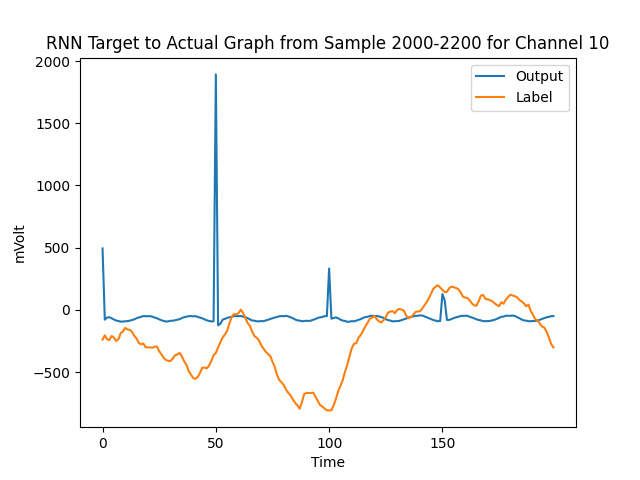 RNN Target to Actual Graph from Sample 2000-2200 for Channel 10
Output
Label
mVolt
2000
1500
1000
500
0
−500
0
50
100
150
Time